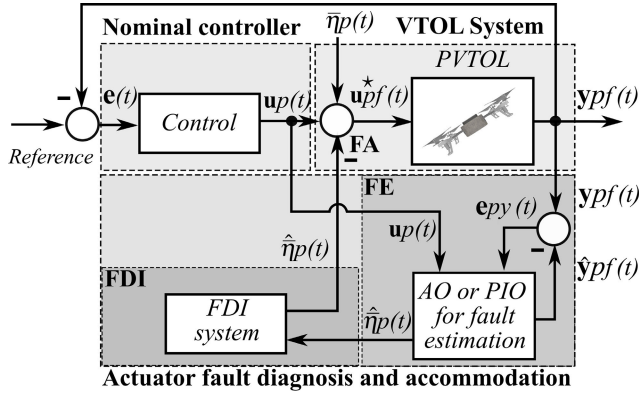 Nominal controller
η̄p(t)
VTOL System
PVTOL
e(t)
up(t)
u⋆pf(t)
ypf(t)
Control
Reference
FA
FE
ypf(t)
epy(t)
up(t)
η̄̂p(t)
ŷpf(t)
FDI
FDI
system
η̄̂p(t)
AO or PIO
for fault
estimation
Actuator fault diagnosis and accommodation